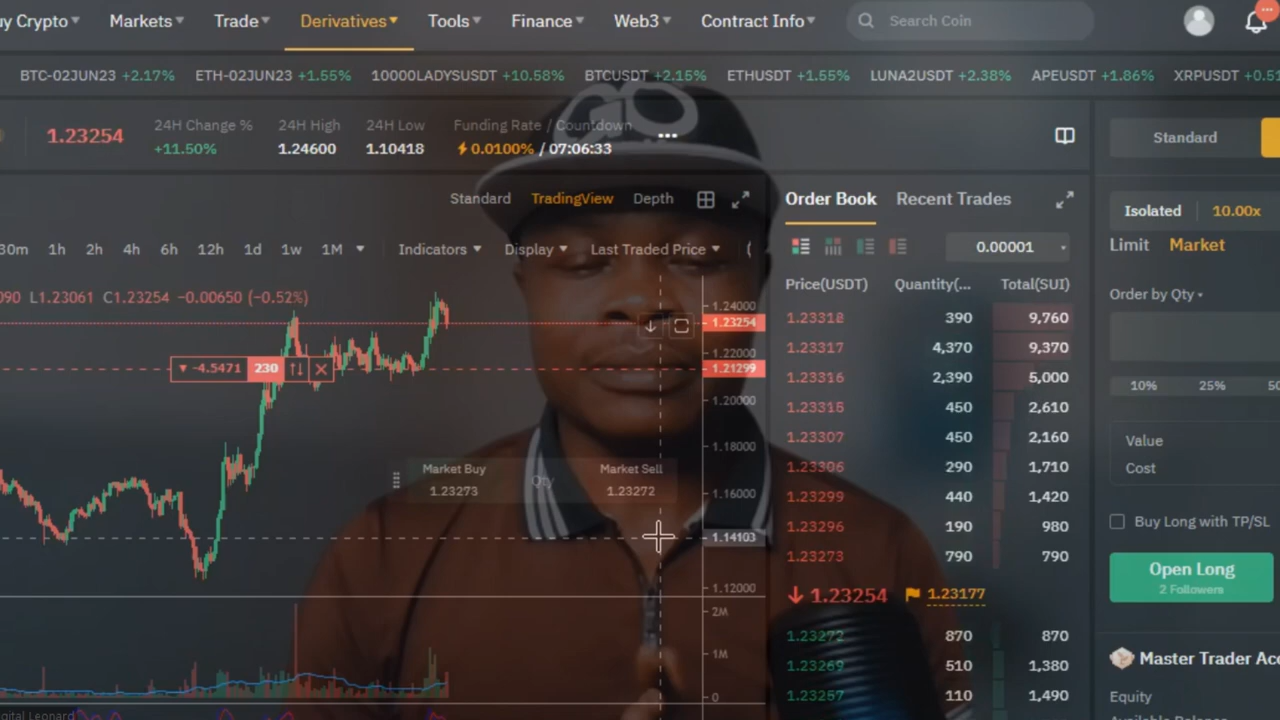 y Crypto Markets Trade Derivatives Tools Finance Web3 Contract Info Search Coin
BTC-02JUN23 +2.17% ETH-02JUN23 +1.55% 10000LADYSUSDT +10.58% BTCUSDT +2.15% ETHUSDT +1.55% LUNA2USDT +2.38% APEUSDT +1.86% XRPUSDT +0.51
1.23254
24H Change %
+11.50%
24H High
1.24600
24H Low
1.10418
Funding Rate / Countdown
0.0100% / 07:06:33
Standard TradingView Depth
30m 1h 2h 4h 6h 12h 1d 1w 1M Indicators Display Last Traded Price
090 L1.23061 C1.23254 −0.00650 (−0.52%)
-4.5471 230
Market Buy
1.23273
Qty
Market Sell
1.23272
1.24000
1.23254
1.22000
1.21299
1.20000
1.18000
1.16000
1.14103
1.12000
2M
1M
0
igital Leonard
Order Book Recent Trades
0.00001
Price(USDT) Quantity(... Total(SUI)
1.23318 390 9,760
1.23317 4,370 9,370
1.23316 2,390 5,000
1.23315 450 2,610
1.23307 450 2,160
1.23306 290 1,710
1.23299 440 1,420
1.23296 190 980
1.23273 790 790
1.23254 1.23177
1.23272 870 870
1.23269 510 1,380
1.23257 110 1,490
Standard
Isolated 10.00x
Limit Market
Order by Qty
10% 25% 50
Value
Cost
Buy Long with TP/SL
Open Long
2 Followers
Master Trader Acc
Equity
Available Balance